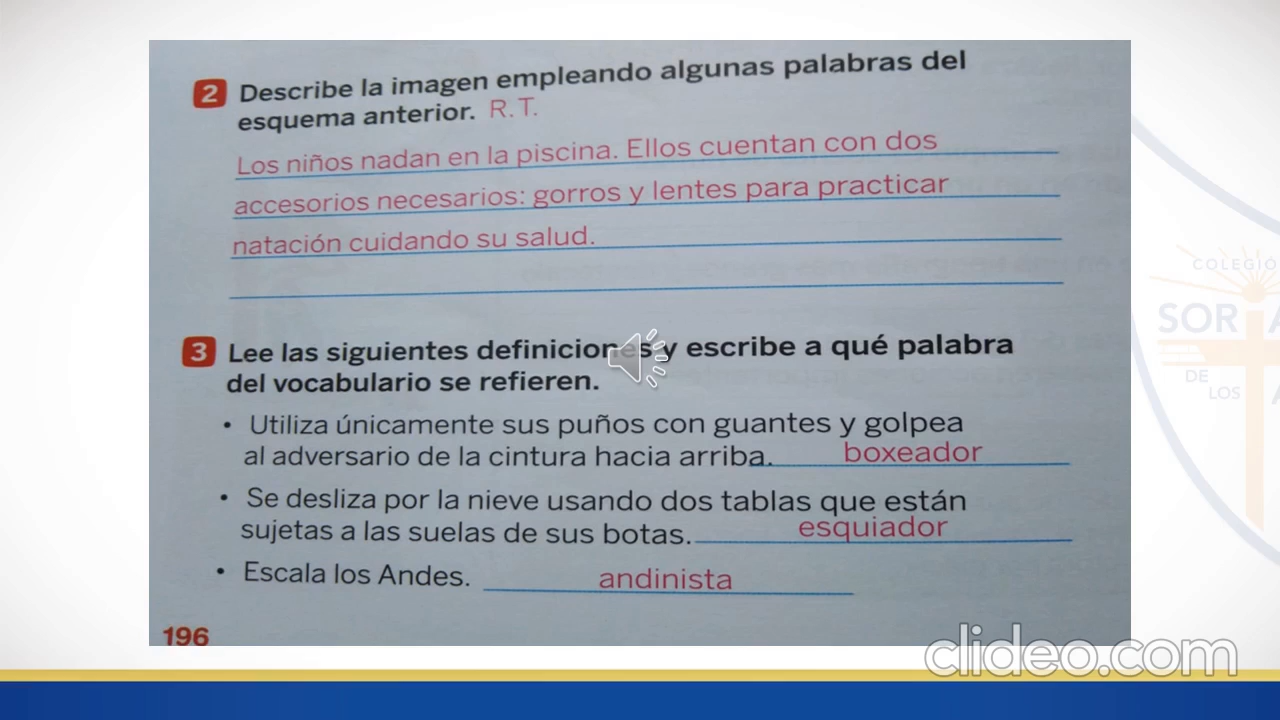 2 Describe la imagen empleando algunas palabras del
esquema anterior. R.T.
Los niños nadan en la piscina. Ellos cuentan con dos
accesorios necesarios: gorros y lentes para practicar
natación cuidando su salud.
3 Lee las siguientes definiciones y escribe a qué palabra
del vocabulario se refieren.
• Utiliza únicamente sus puños con guantes y golpea
al adversario de la cintura hacia arriba. boxeador
• Se desliza por la nieve usando dos tablas que están
sujetas a las suelas de sus botas. esquiador
• Escala los Andes. andinista
196
COLEGIO
SOR
DE
LOS
clideo.com